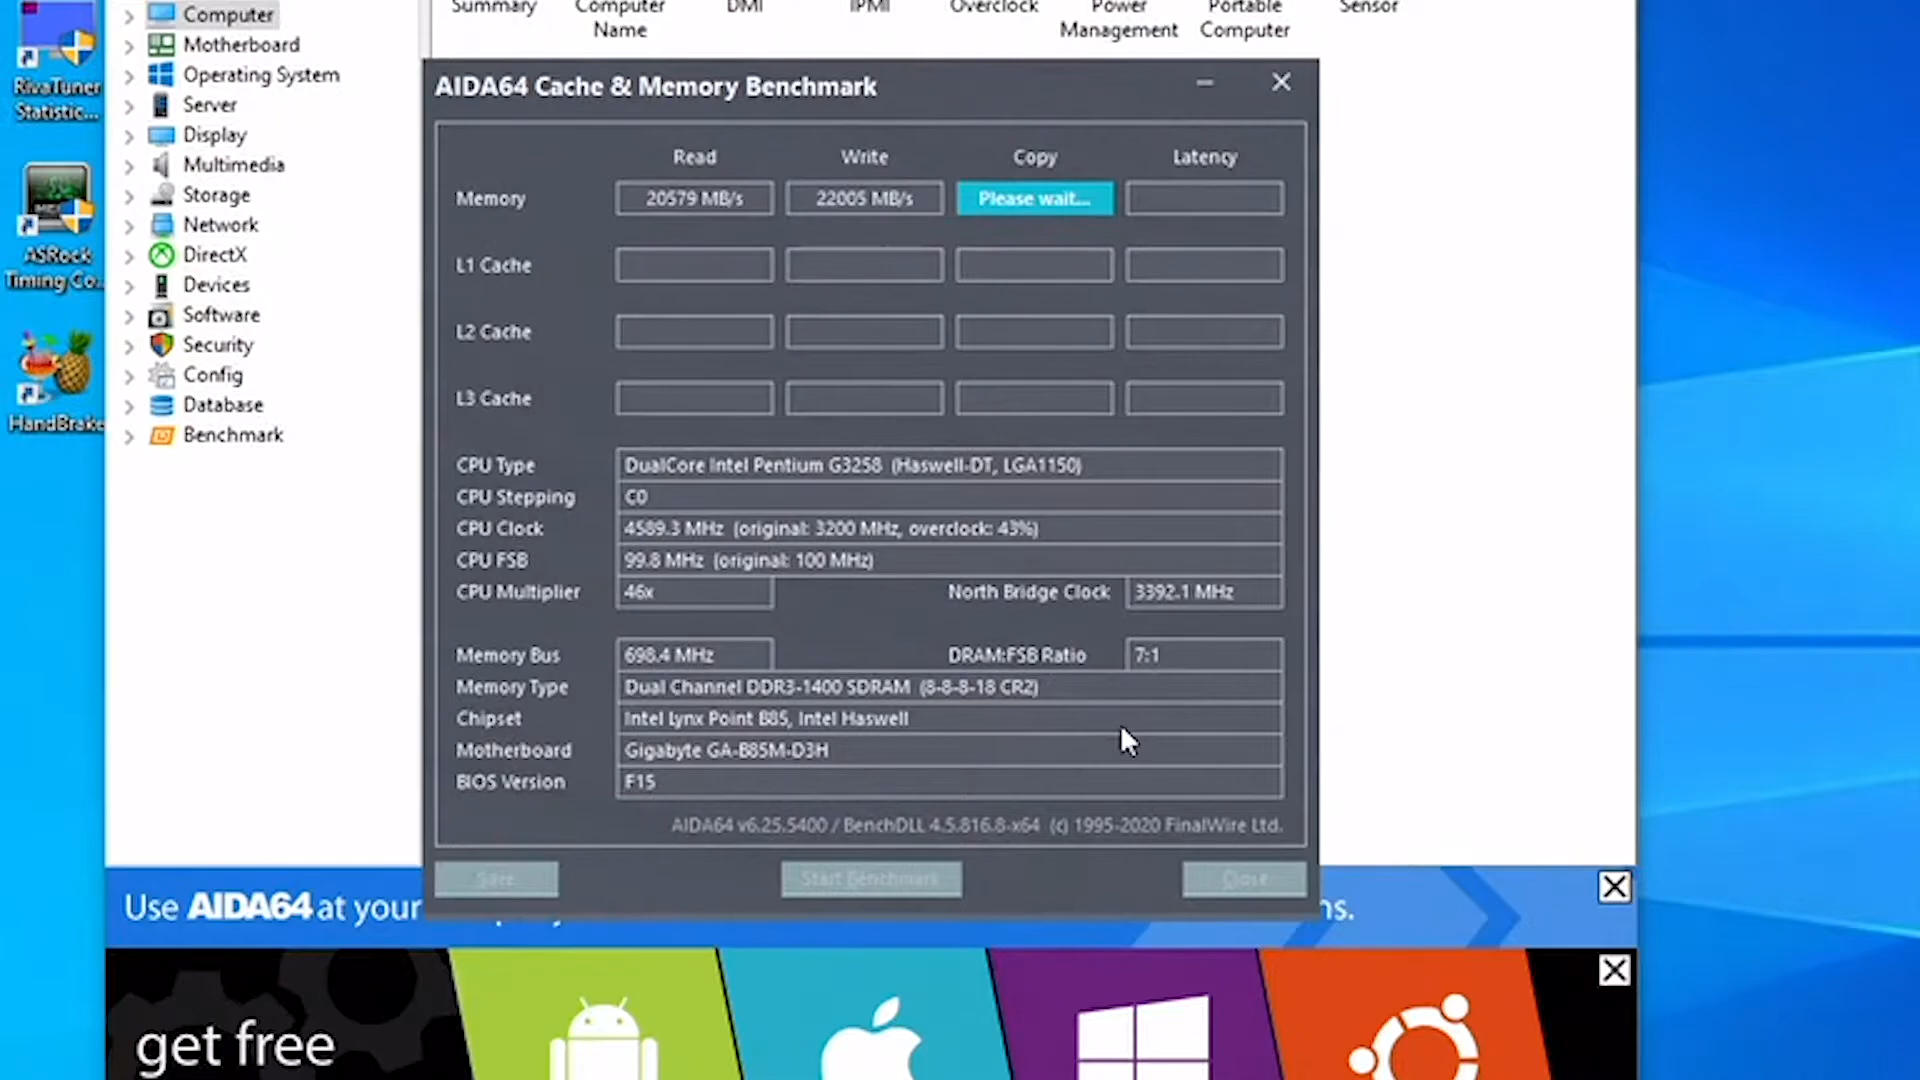 Summary
Computer
Name
DMI
IPMI
Overclock
Power
Management
Portable
Computer
Sensor
RivaTuner
Statistic...
ASRock
Timing Co...
HandBrake
Computer
Motherboard
Operating System
Server
Display
Multimedia
Storage
Network
DirectX
Devices
Software
Security
Config
Database
Benchmark
AIDA64 Cache & Memory Benchmark
Read Write Copy Latency
Memory 20579 MB/s 22005 MB/s Please wait...
L1 Cache
L2 Cache
L3 Cache
CPU Type DualCore Intel Pentium G3258 (Haswell-DT, LGA1150)
CPU Stepping C0
CPU Clock 4589.3 MHz (original: 3200 MHz, overclock: 43%)
CPU FSB 99.8 MHz (original: 100 MHz)
CPU Multiplier 46x North Bridge Clock 3392.1 MHz
Memory Bus 698.4 MHz DRAM:FSB Ratio 7:1
Memory Type Dual Channel DDR3-1400 SDRAM (8-8-8-18 CR2)
Chipset Intel Lynx Point B85, Intel Haswell
Motherboard Gigabyte GA-B85M-D3H
BIOS Version F15
AIDA64 v6.25.5400 / BenchDLL 4.5.816.8-x64 (c) 1995-2020 FinalWire Ltd.
Save Start Benchmark Close
Use AIDA64 at your ns.
get free